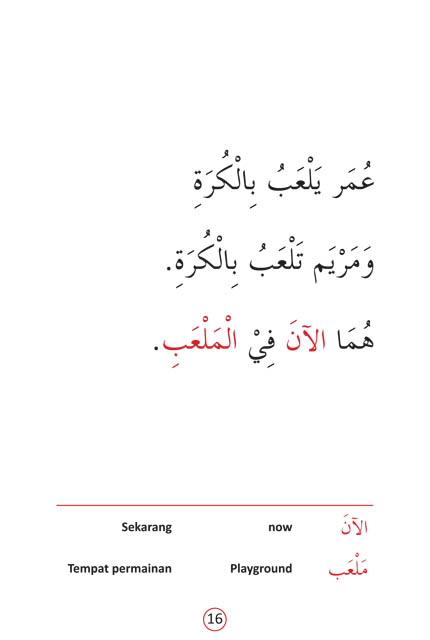 عُمَر يَلْعَبُ بِالْكُرَةِ
وَمَرْيَم تَلْعَبُ بِالْكُرَةِ.
هُمَا الآنَ فِيْ الْمَلْعَبِ.
الآنَ now Sekarang
مَلْعَب Playground Tempat permainan
16